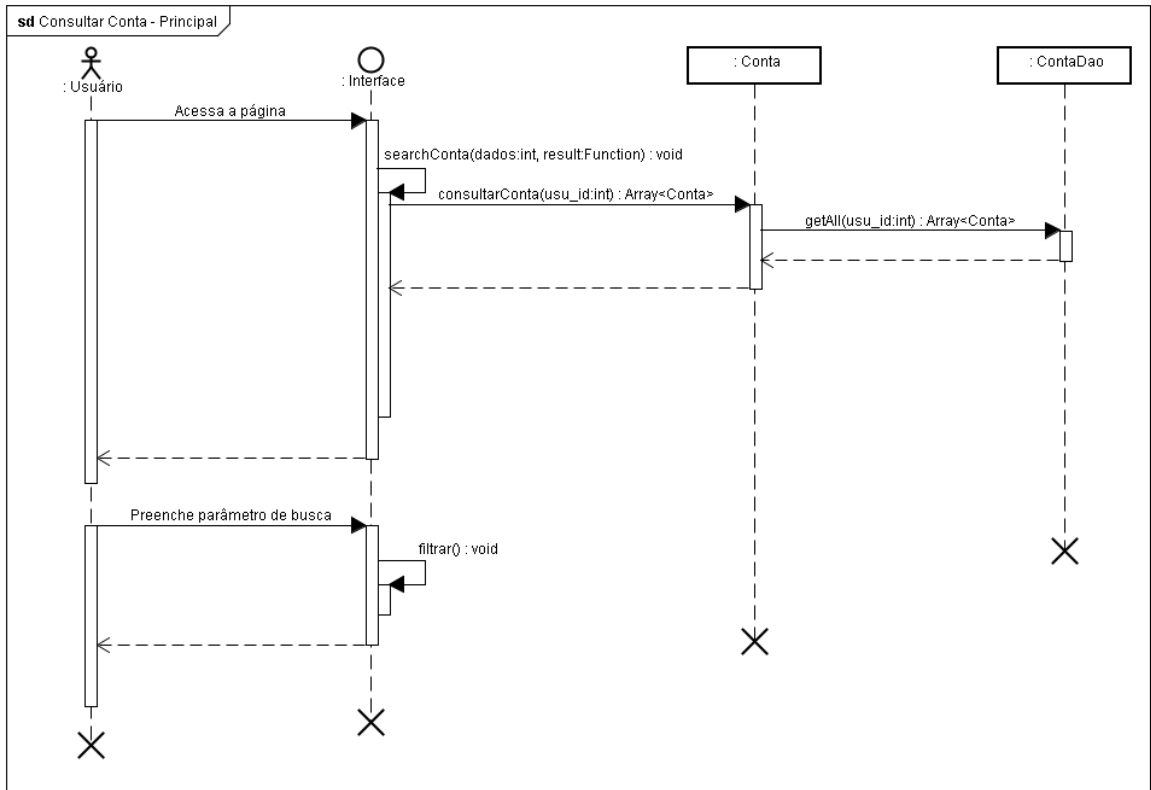 sd Consultar Conta - Principal
: Usuário
: Interface
: Conta
: ContaDao
Acessa a página
searchConta(dados:int, result:Function) : void
consultarConta(usu_id:int) : Array<Conta>
getAll(usu_id:int) : Array<Conta>
Preenche parâmetro de busca
filtrar() : void